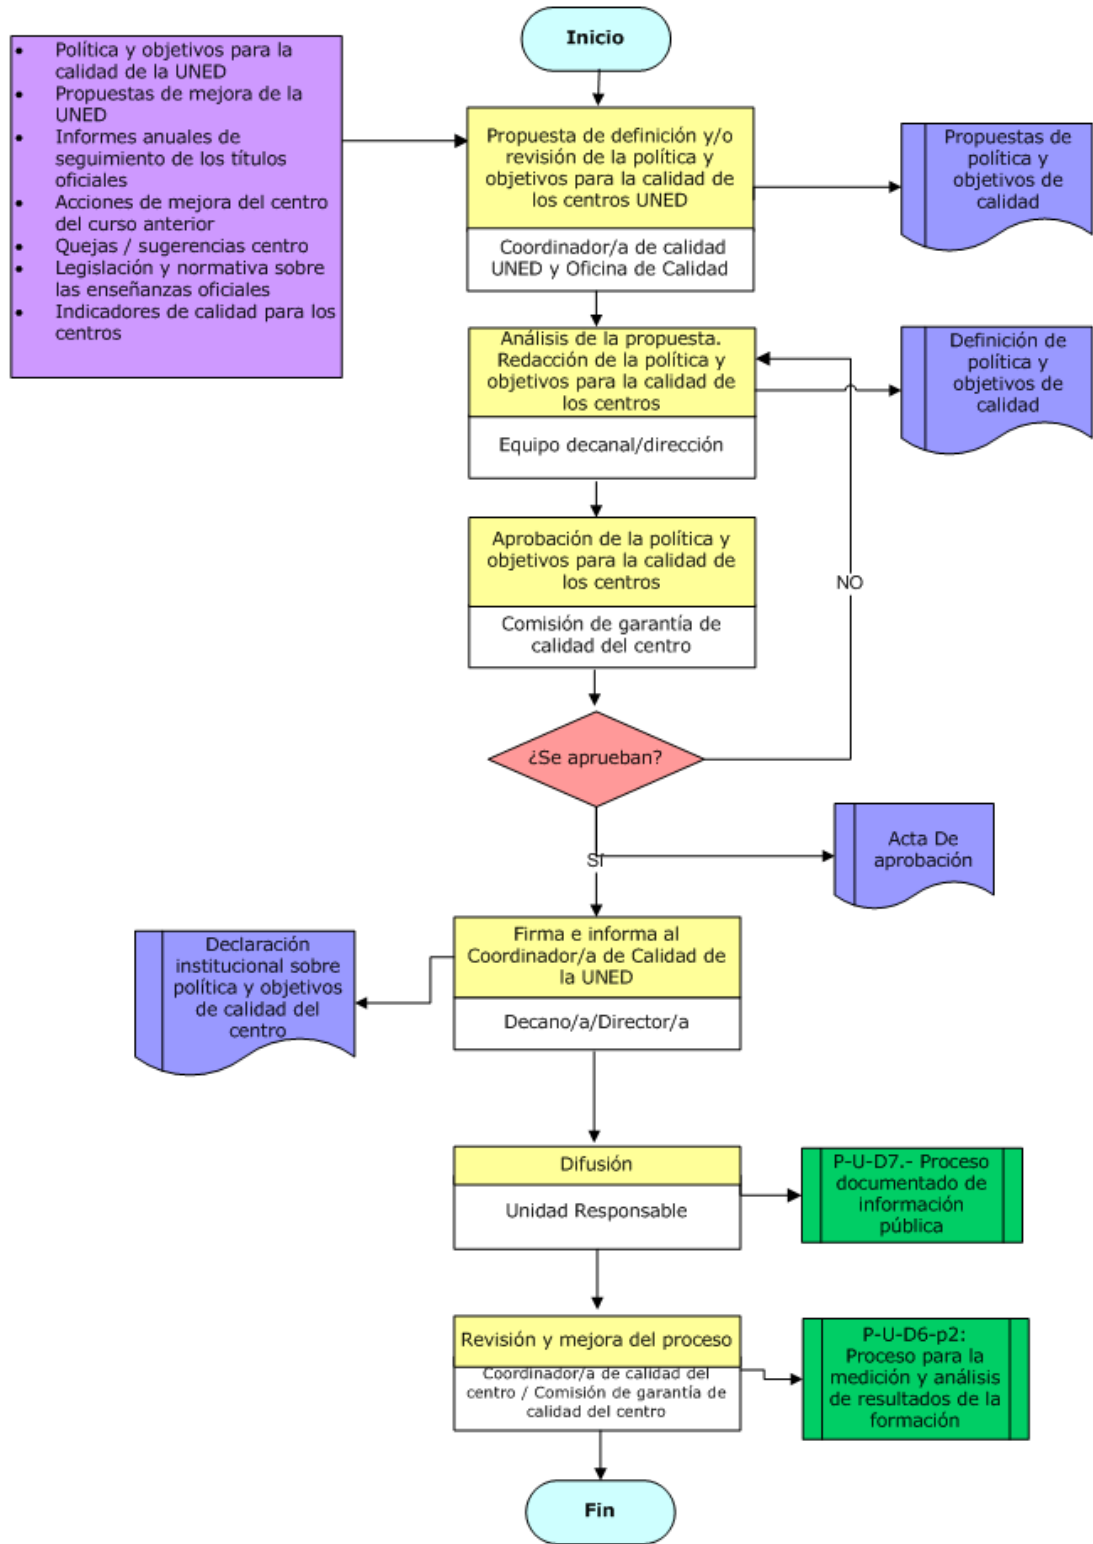 Inicio
• Política y objetivos para la
calidad de la UNED
• Propuestas de mejora de la
UNED
• Informes anuales de
seguimiento de los títulos
oficiales
• Acciones de mejora del centro
del curso anterior
• Quejas / sugerencias centro
• Legislación y normativa sobre
las enseñanzas oficiales
• Indicadores de calidad para los
centros
Propuesta de definición y/o
revisión de la política y
objetivos para la calidad de
los centros UNED
Coordinador/a de calidad
UNED y Oficina de Calidad
Propuestas de
política y
objetivos de
calidad
Análisis de la propuesta.
Redacción de la política y
objetivos para la calidad de
los centros
Equipo decanal/dirección
Definición de
política y
objetivos de
calidad
Aprobación de la política y
objetivos para la calidad de
los centros
Comisión de garantía de
calidad del centro
NO
¿Se aprueban?
SÍ
Acta De
aprobación
Firma e informa al
Coordinador/a de Calidad de
la UNED
Decano/a/Director/a
Declaración
institucional sobre
política y objetivos
de calidad del
centro
Difusión
Unidad Responsable
P-U-D7.- Proceso
documentado de
información
pública
Revisión y mejora del proceso
Coordinador/a de calidad del
centro / Comisión de garantía de
calidad del centro
P-U-D6-p2:
Proceso para la
medición y análisis
de resultados de la
formación
Fin